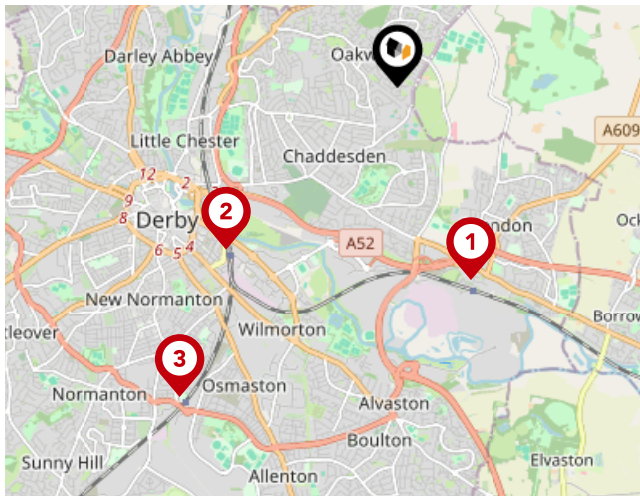 Darley Abbey
Oakw
Little Chester
A609
Chaddesden
12
2
9
8
Derby
2
6
5
4
A52
1
ndon
Ock
New Normanton
Wilmorton
Borrow
tleover
3
Osmaston
Normanton
Alvaston
Boulton
Sunny Hill
Allenton
Elvaston